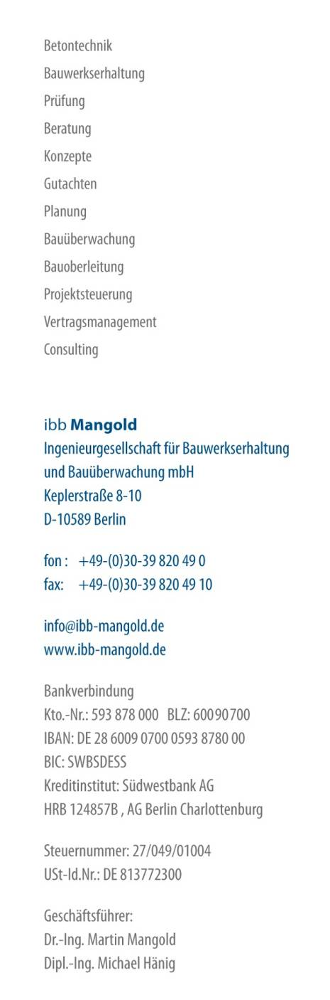 Betontechnik
Bauwerkserhaltung
Prüfung
Beratung
Konzepte
Gutachten
Planung
Bauüberwachung
Bauoberleitung
Projektsteuerung
Vertragsmanagement
Consulting
ibb Mangold
Ingenieurgesellschaft für Bauwerkserhaltung
und Bauüberwachung mbH
Keplerstraße 8-10
D-10589 Berlin
fon : +49-(0)30-39 820 49 0
fax: +49-(0)30-39 820 49 10
info@ibb-mangold.de
www.ibb-mangold.de
Bankverbindung
Kto.-Nr.: 593 878 000 BLZ: 60090700
IBAN: DE 28 6009 0700 0593 8780 00
BIC: SWBSDESS
Kreditinstitut: Südwestbank AG
HRB 124857B , AG Berlin Charlottenburg
Steuernummer: 27/049/01004
USt-Id.Nr.: DE 813772300
Geschäftsführer:
Dr.-Ing. Martin Mangold
Dipl.-Ing. Michael Hänig